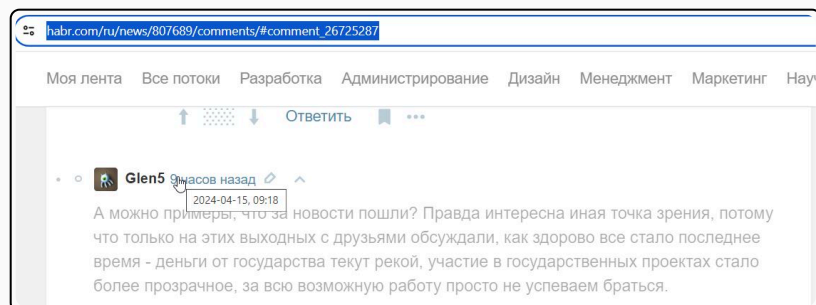 habr.com/ru/news/807689/comments/#comment_26725287
Моя лента Все потоки Разработка Администрирование Дизайн Менеджмент Маркетинг Науч
Ответить
Glen5 9 часов назад
2024-04-15, 09:18
А можно примеры, что за новости пошли? Правда интересна иная точка зрения, потому
что только на этих выходных с друзьями обсуждали, как здорово все стало последнее
время - деньги от государства текут рекой, участие в государственных проектах стало
более прозрачное, за всю возможную работу просто не успеваем браться.